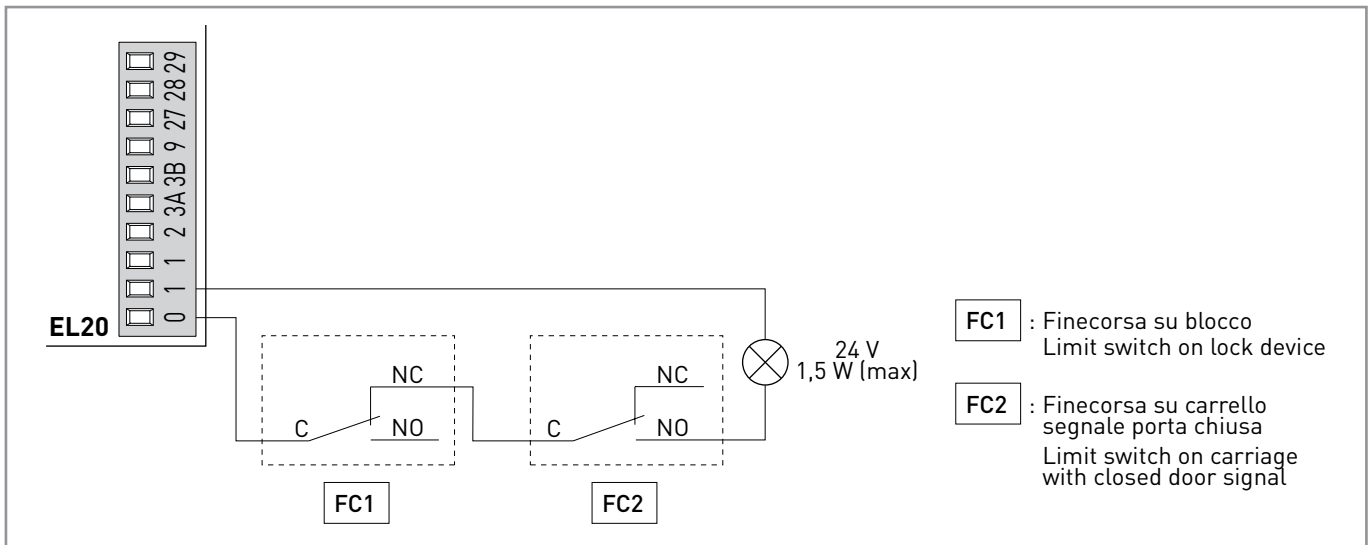 29
28
27
9
3B
3A
2
1
1
0
EL20
C
NC
NO
FC1
C
NC
NO
FC2
24 V
1,5 W (max)
FC1 : Finecorsa su blocco
Limit switch on lock device
FC2 : Finecorsa su carrello
segnale porta chiusa
Limit switch on carriage
with closed door signal